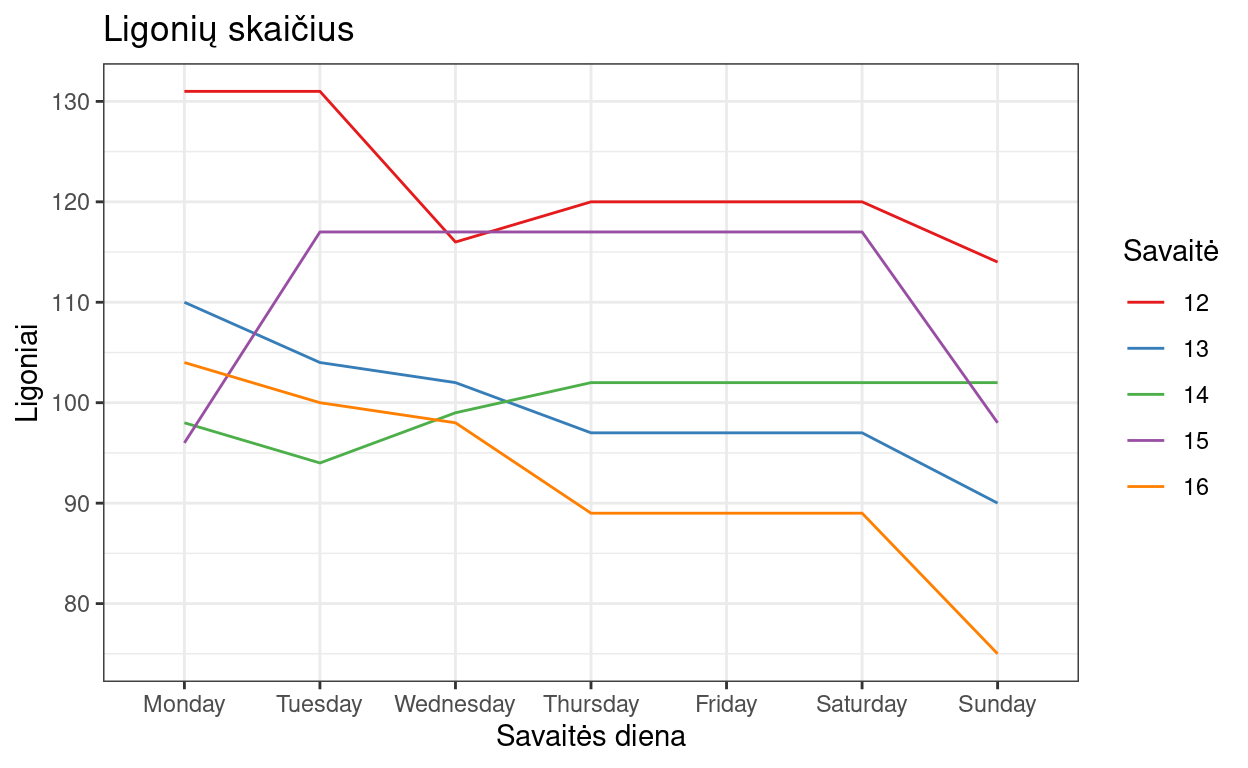 Ligonių skaičius
130
120
110
100
90
80
Ligoniai
Monday Tuesday Wednesday Thursday Friday Saturday Sunday
Savaitės diena
Savaitė
12
13
14
15
16